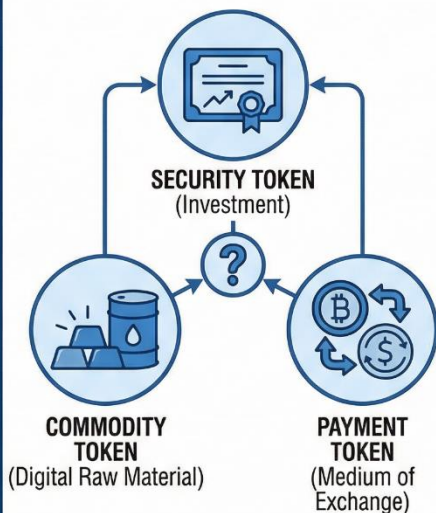 SECURITY TOKEN
(Investment)
?
COMMODITY
TOKEN
(Digital Raw Material)
₿
$
PAYMENT
TOKEN
(Medium of
Exchange)